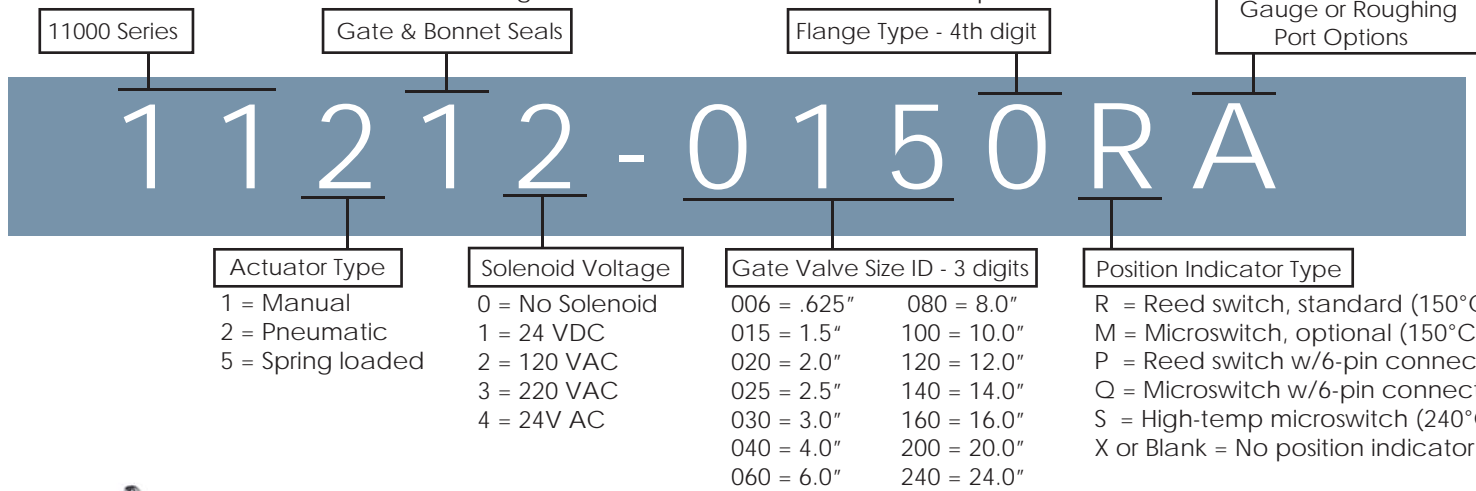 Gauge or Roughing
Port Options
11000 Series
Gate & Bonnet Seals
Flange Type - 4th digit
1 1 2 1 2 - 0 1 5 0 R A
Actuator Type
1 = Manual
2 = Pneumatic
5 = Spring loaded
Solenoid Voltage
0 = No Solenoid
1 = 24 VDC
2 = 120 VAC
3 = 220 VAC
4 = 24V AC
Gate Valve Size ID - 3 digits
006 = .625″ 080 = 8.0″
015 = 1.5“ 100 = 10.0″
020 = 2.0″ 120 = 12.0″
025 = 2.5″ 140 = 14.0″
030 = 3.0″ 160 = 16.0″
040 = 4.0″ 200 = 20.0″
060 = 6.0″ 240 = 24.0″
Position Indicator Type
R = Reed switch, standard (150°C
M = Microswitch, optional (150°C
P = Reed switch w/6-pin connec
Q = Microswitch w/6-pin connect
S = High-temp microswitch (240°
X or Blank = No position indicator